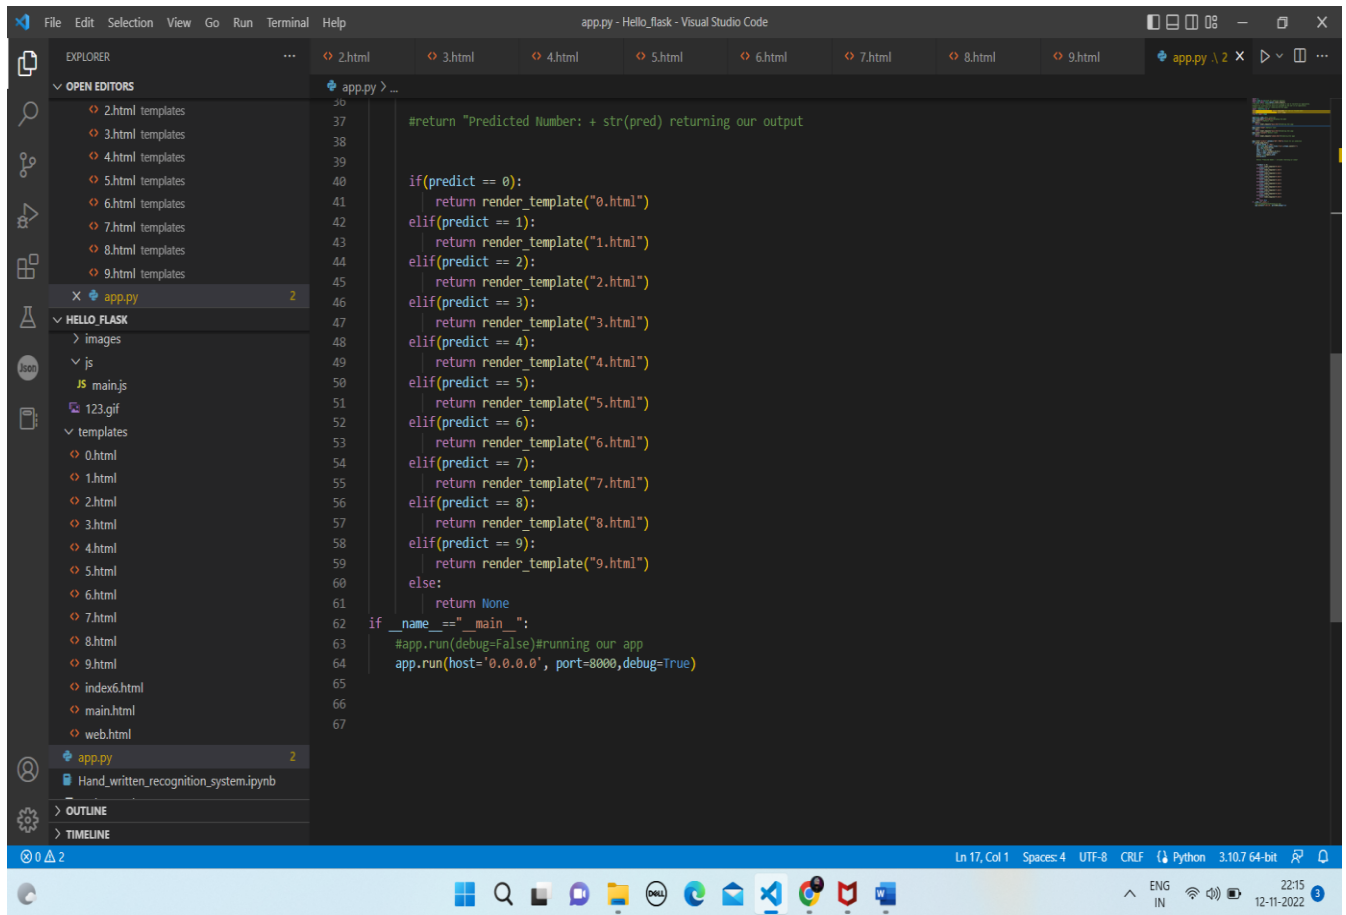 File Edit Selection View Go Run Terminal Help
app.py - Hello_flask - Visual Studio Code
EXPLORER
2.html 3.html 4.html 5.html 6.html 7.html 8.html 9.html app.py .\ 2
OPEN EDITORS
2.html templates
3.html templates
4.html templates
5.html templates
6.html templates
7.html templates
8.html templates
9.html templates
app.py 2
HELLO_FLASK
images
js
JS main.js
123.gif
templates
0.html
1.html
2.html
3.html
4.html
5.html
6.html
7.html
8.html
9.html
index6.html
main.html
web.html
app.py 2
Hand_written_recognition_system.ipynb
OUTLINE
TIMELINE
Json
app.py > ...
36
37 #return "Predicted Number: + str(pred) returning our output
38
39
40 if(predict == 0):
41 return render_template("0.html")
42 elif(predict == 1):
43 return render_template("1.html")
44 elif(predict == 2):
45 return render_template("2.html")
46 elif(predict == 3):
47 return render_template("3.html")
48 elif(predict == 4):
49 return render_template("4.html")
50 elif(predict == 5):
51 return render_template("5.html")
52 elif(predict == 6):
53 return render_template("6.html")
54 elif(predict == 7):
55 return render_template("7.html")
56 elif(predict == 8):
57 return render_template("8.html")
58 elif(predict == 9):
59 return render_template("9.html")
60 else:
61 return None
62 if __name__=="__main__":
63 #app.run(debug=False)#running our app
64 app.run(host='0.0.0.0', port=8000,debug=True)
65
66
67
0 2
Ln 17, Col 1 Spaces: 4 UTF-8 CRLF Python 3.10.7 64-bit
DELL
ENG
IN
22:15
12-11-2022
3